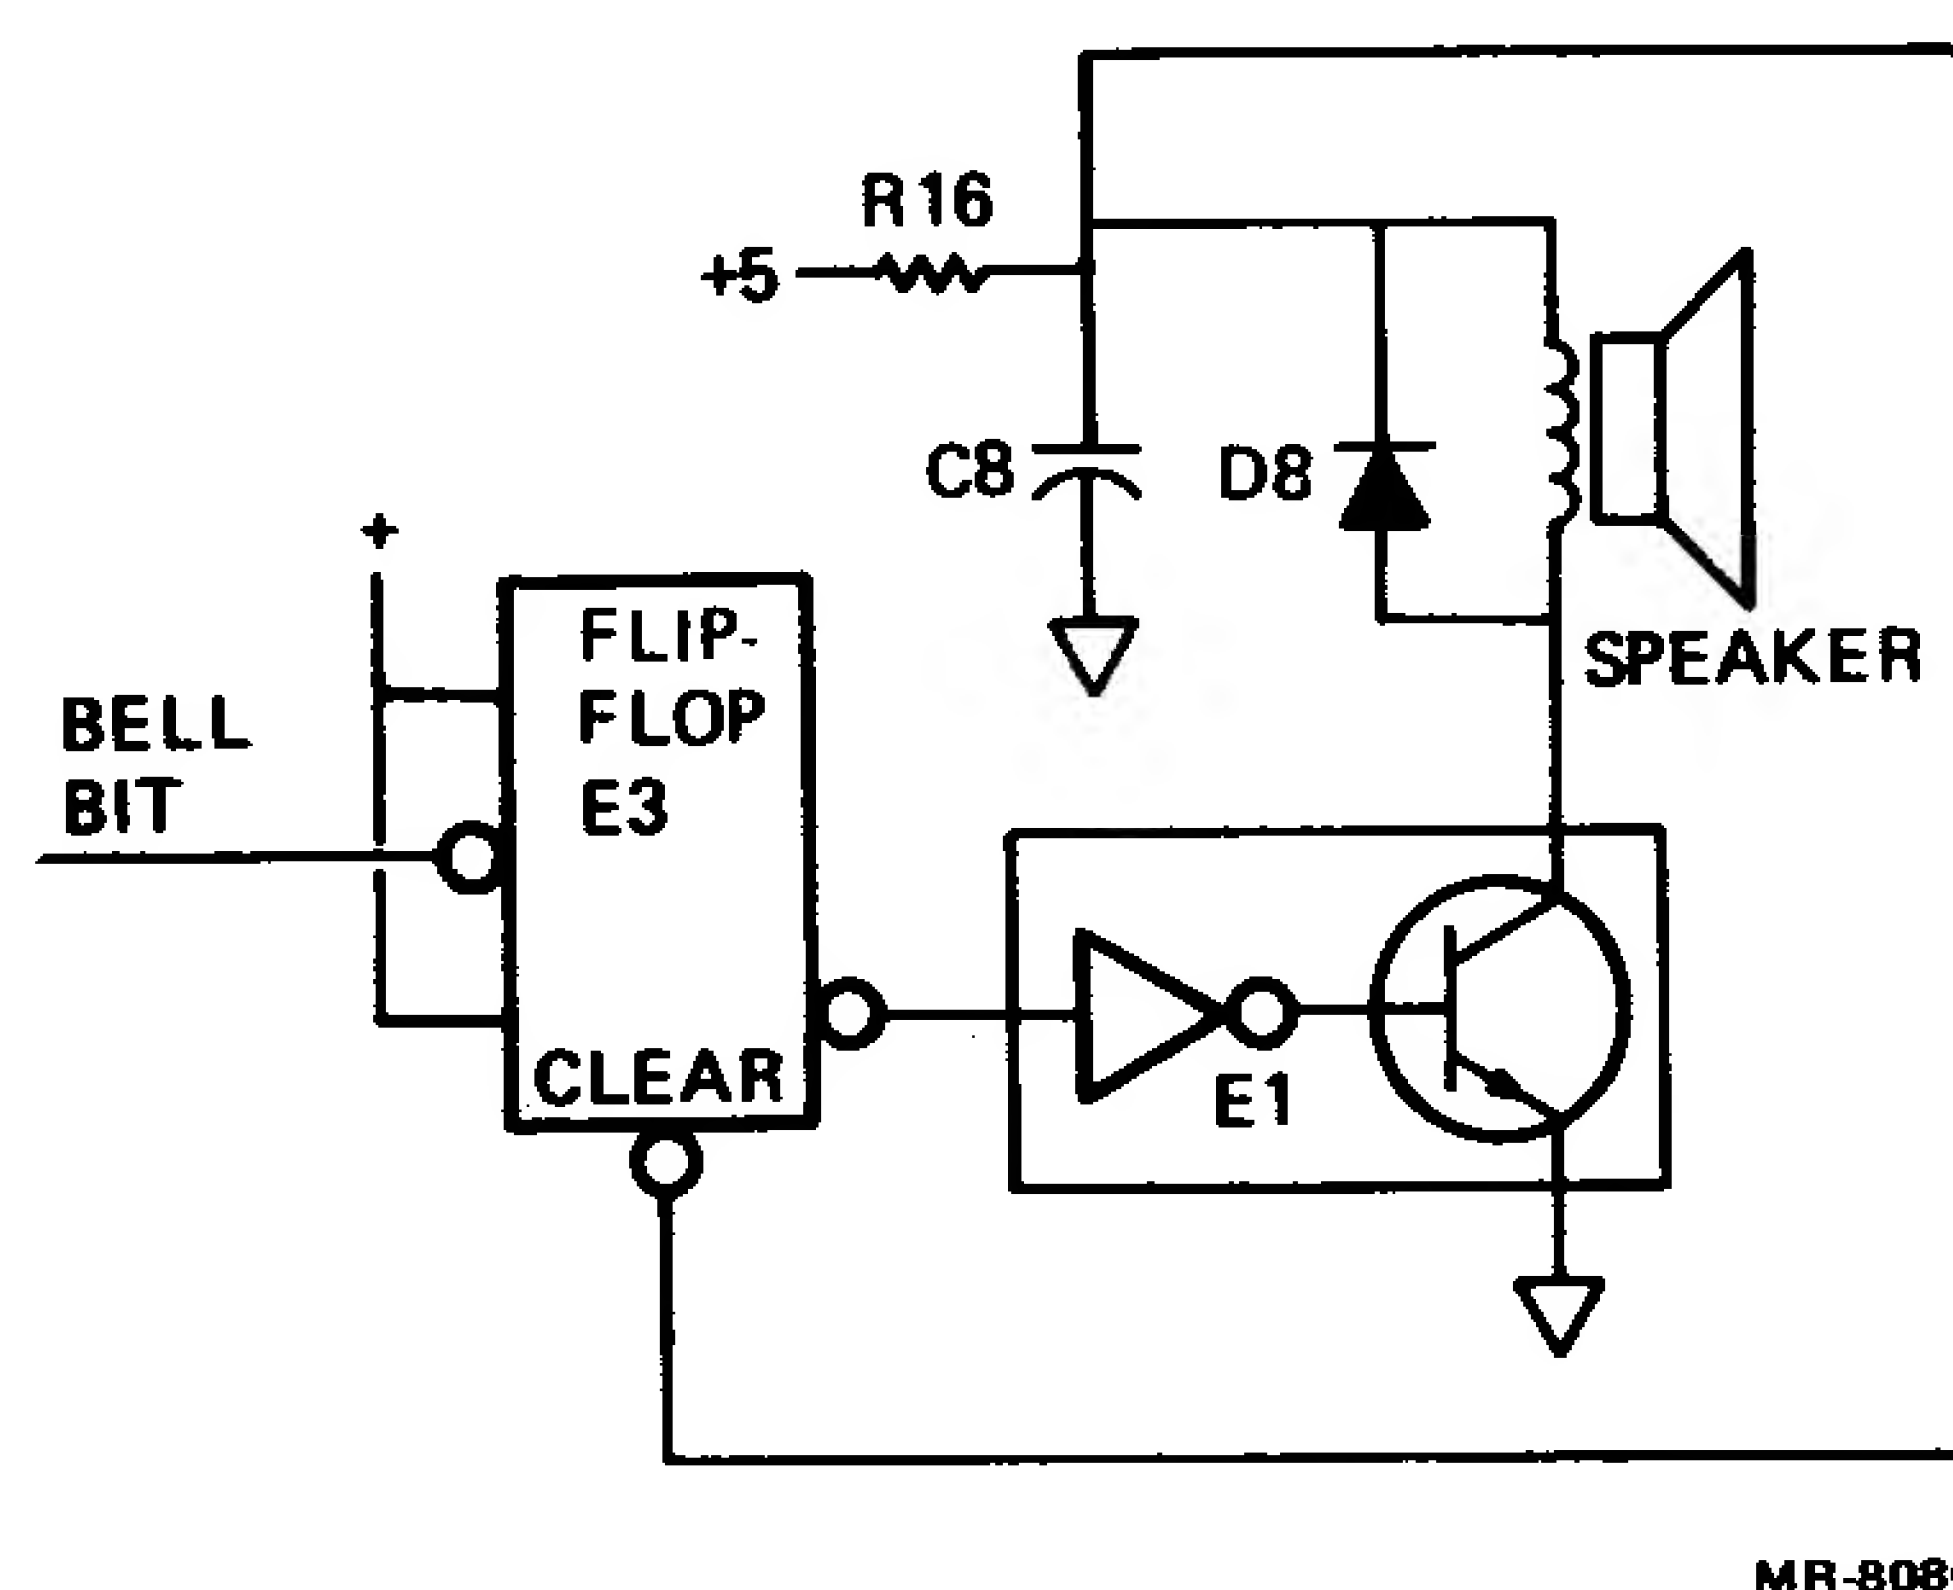 R16
+5
C8
D8
+
SPEAKER
FLIP-
FLOP
E3
BELL
BIT
CLEAR
E1